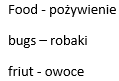 Food - pożywienie
bugs – robaki
friut - owoce